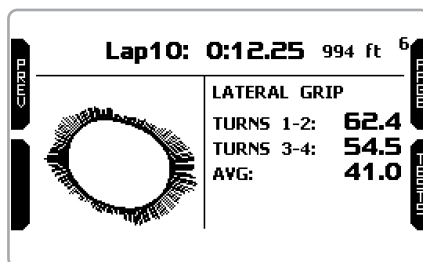 Lap10: 0:12.25 994 ft 6
PREV
PAGE
LATERAL GRIP
TURNS 1-2: 62.4
TURNS 3-4: 54.5
AVG: 41.0